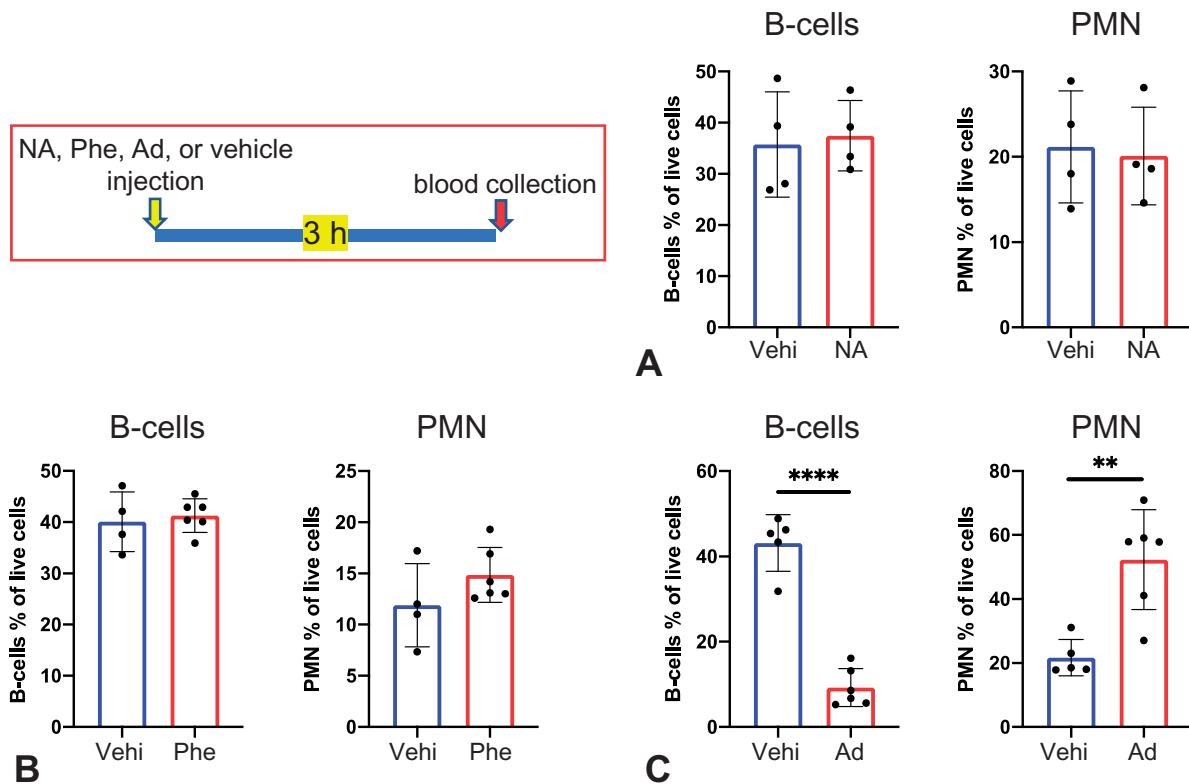 NA, Phe, Ad, or vehicle
injection
blood collection
3 h
B-cells
B-cells % of live cells
50
40
30
20
10
0
Vehi NA
PMN
PMN % of live cells
30
20
10
0
Vehi NA
A
B-cells
B-cells % of live cells
50
40
30
20
10
0
Vehi Phe
PMN
PMN % of live cells
25
20
15
10
5
0
Vehi Phe
B
B-cells
B-cells % of live cells
60
40
20
0
****
Vehi Ad
PMN
PMN % of live cells
80
60
40
20
0
**
Vehi Ad
C